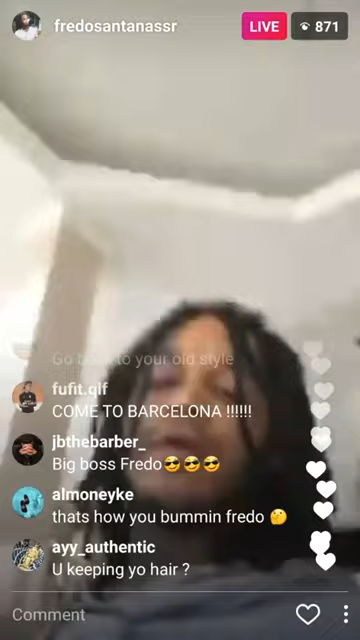 fredosantanassr
LIVE
871
Go back to your old style
fufit.qlf
COME TO BARCELONA !!!!!!
jbthebarber_
Big boss Fredo😎😎😎
almoneyke
thats how you bummin fredo 🤔
ayy_authentic
U keeping yo hair ?
Comment